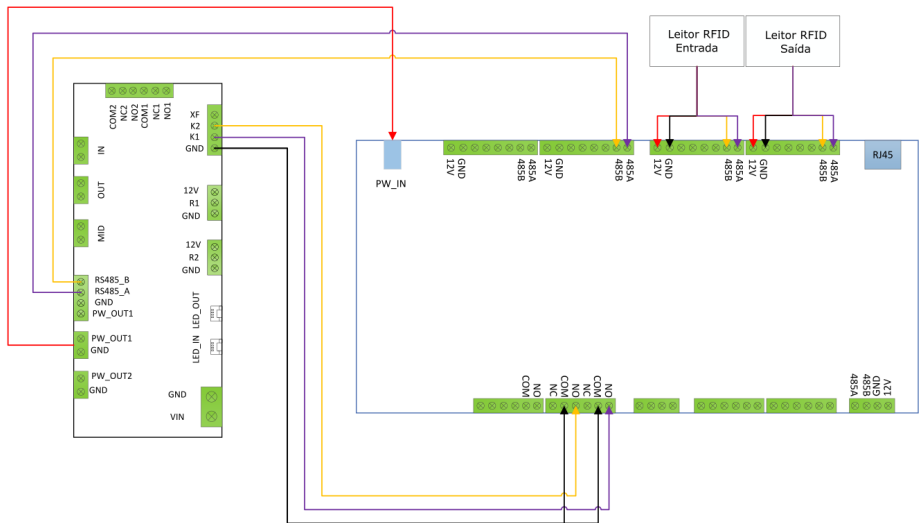 Leitor RFID
Entrada
Leitor RFID
Saída
COM2
NC2
NO2
COM1
NC1
NO1
XF
K2
K1
GND
IN
OUT
MID
12V
R1
GND
12V
R2
GND
RS485_B
RS485_A
GND
PW_OUT1
LED_OUT
PW_OUT1
GND
LED_IN
PW_OUT2
GND
GND
VIN
PW_IN
12V
GND
485B
485A
12V
GND
485B
485A
12V
GND
485B
485A
12V
GND
485B
485A
RJ45
COM
NO
NC
COM
NO
NC
COM
NO
485A
485B
GND
12V